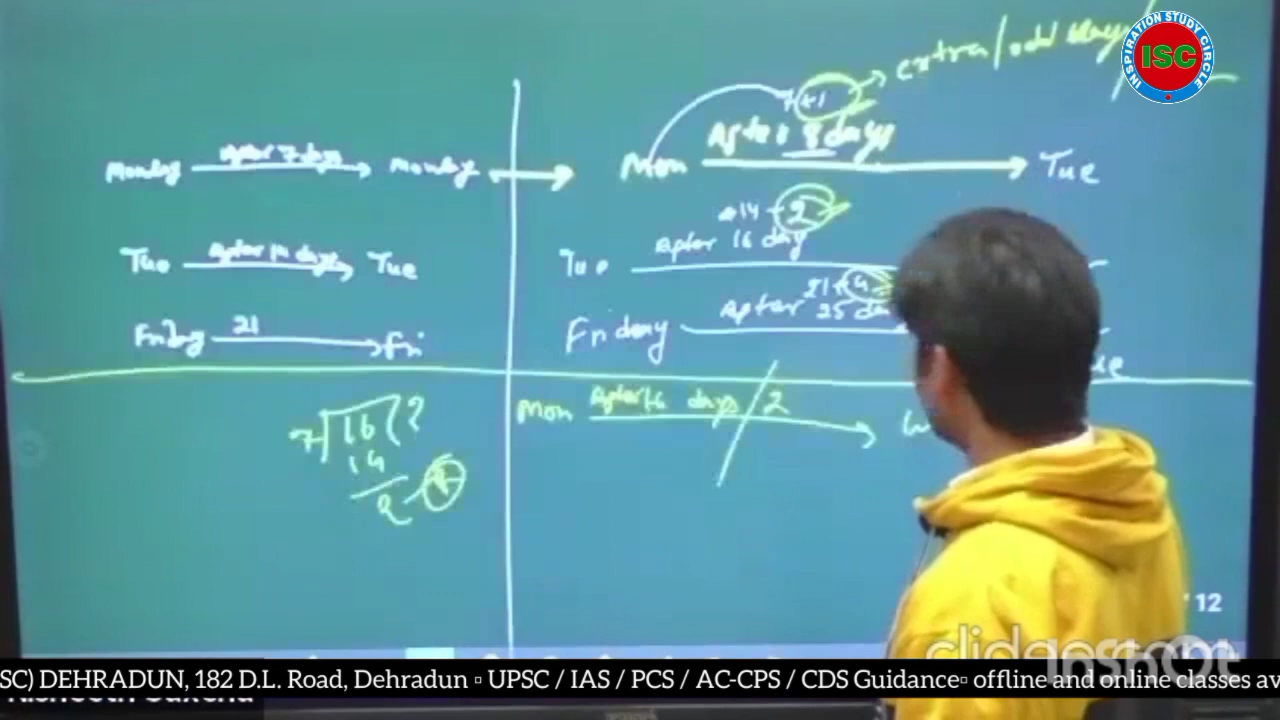 extra/odd days
INSPIRATION STUDY CIRCLE
ISC
7+1
After 7 days
After 8 days
Monday Monday
Mon Tue
14+2
After 14 days
After 16 day
Tue Tue
Tue
21+4
21
After 25 da
Friday Fri
Friday
ue
Mon After 16 days / 2 W
7 16 ( 2
14
2
12
SC) DEHRADUN, 182 D.L. Road, Dehradun ▫ UPSC / IAS / PCS / AC-CPS / CDS Guidance▫ offline and online classes av